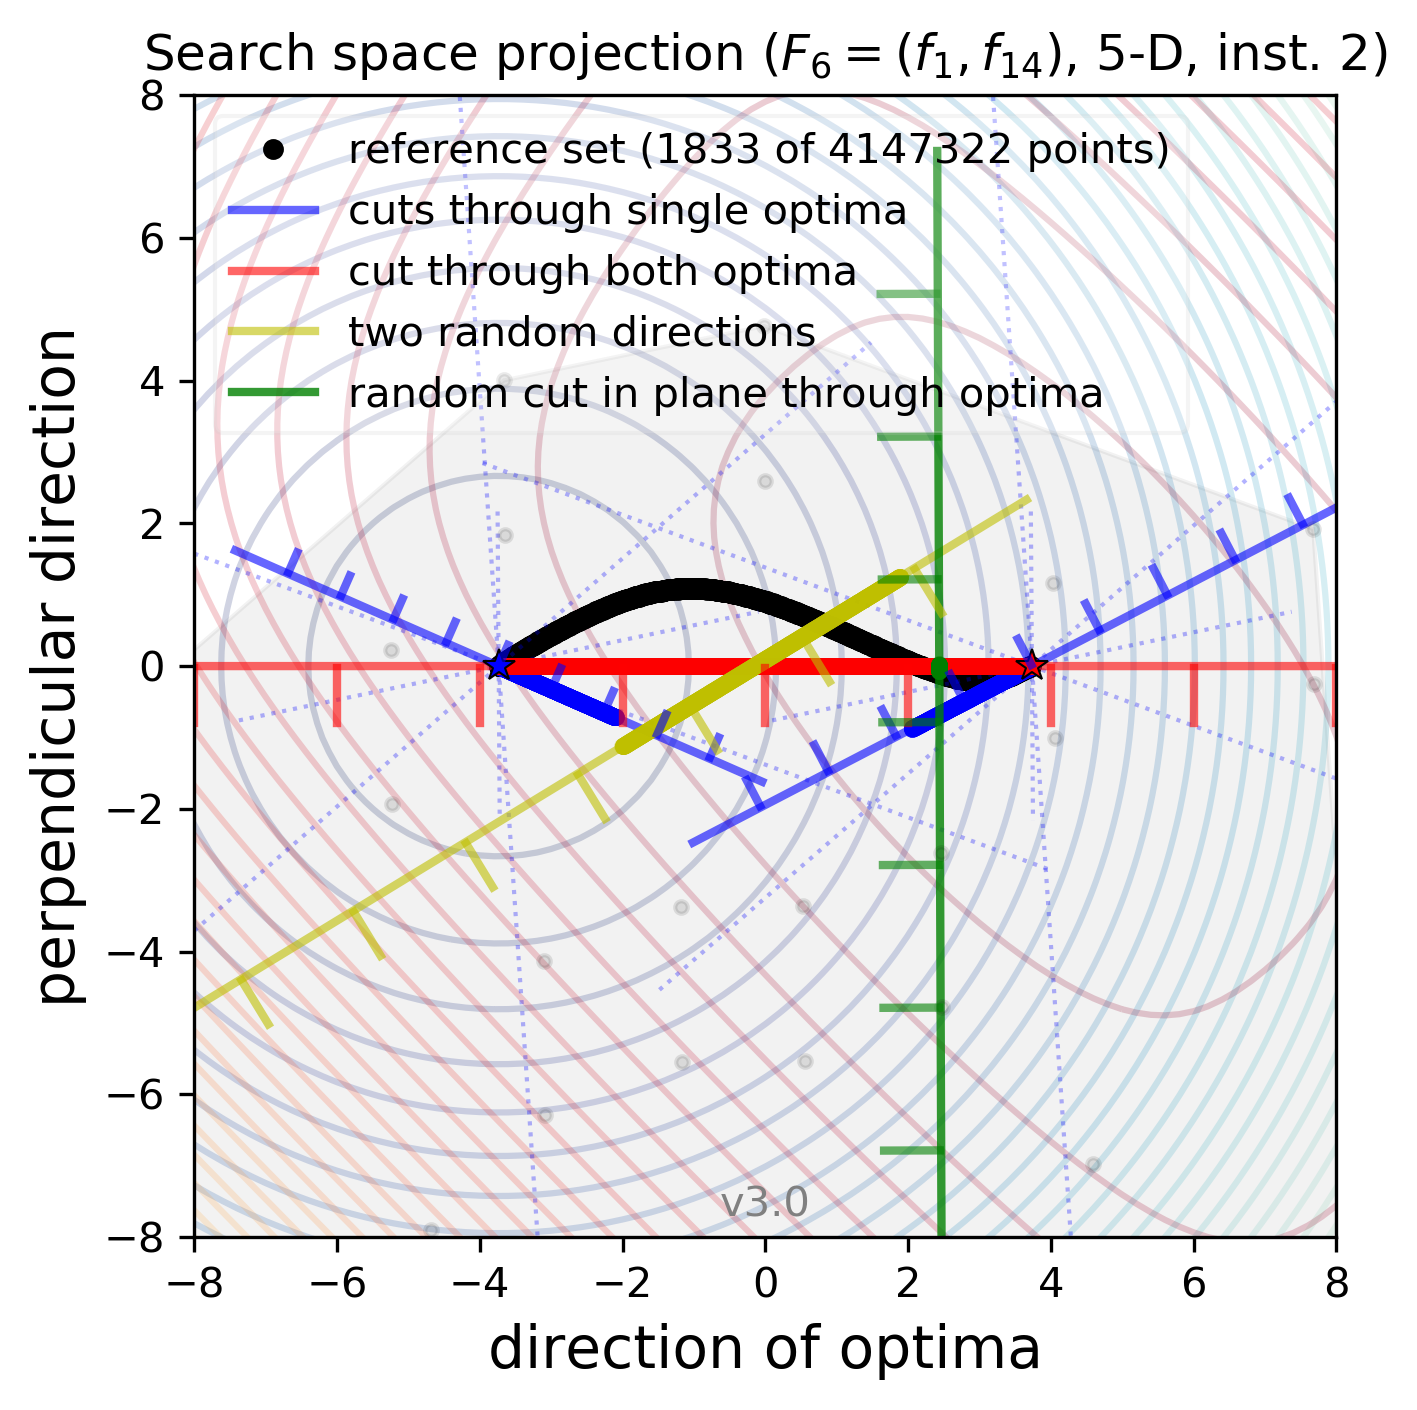 Search space projection (F₆ = (f₁, f₁₄), 5-D, inst. 2)
reference set (1833 of 4147322 points)
cuts through single optima
cut through both optima
two random directions
random cut in plane through optima
perpendicular direction
8
6
4
2
0
−2
−4
−6
−8
v3.0
−8 −6 −4 −2 0 2 4 6 8
direction of optima